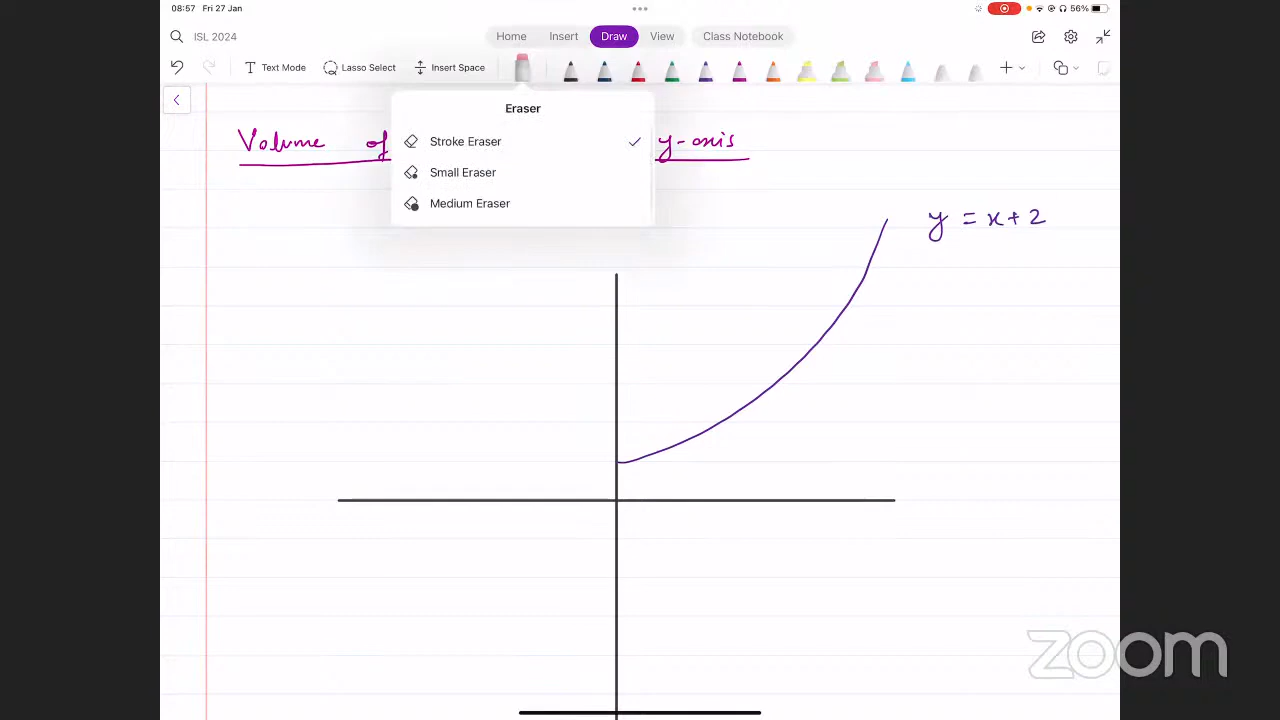 08:57 Fri 27 Jan
56%
ISL 2024
Home Insert Draw View Class Notebook
Text Mode Lasso Select Insert Space
Eraser
Stroke Eraser
Small Eraser
Medium Eraser
Volume of y-axis
y = x + 2
zoom